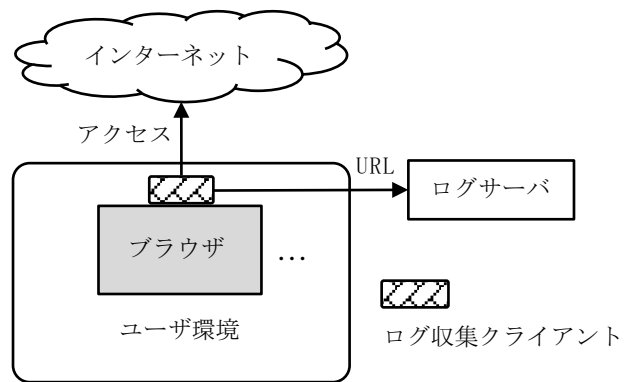 インターネット
アクセス
URL
ログサーバ
ブラウザ
...
ユーザ環境
ログ収集クライアント